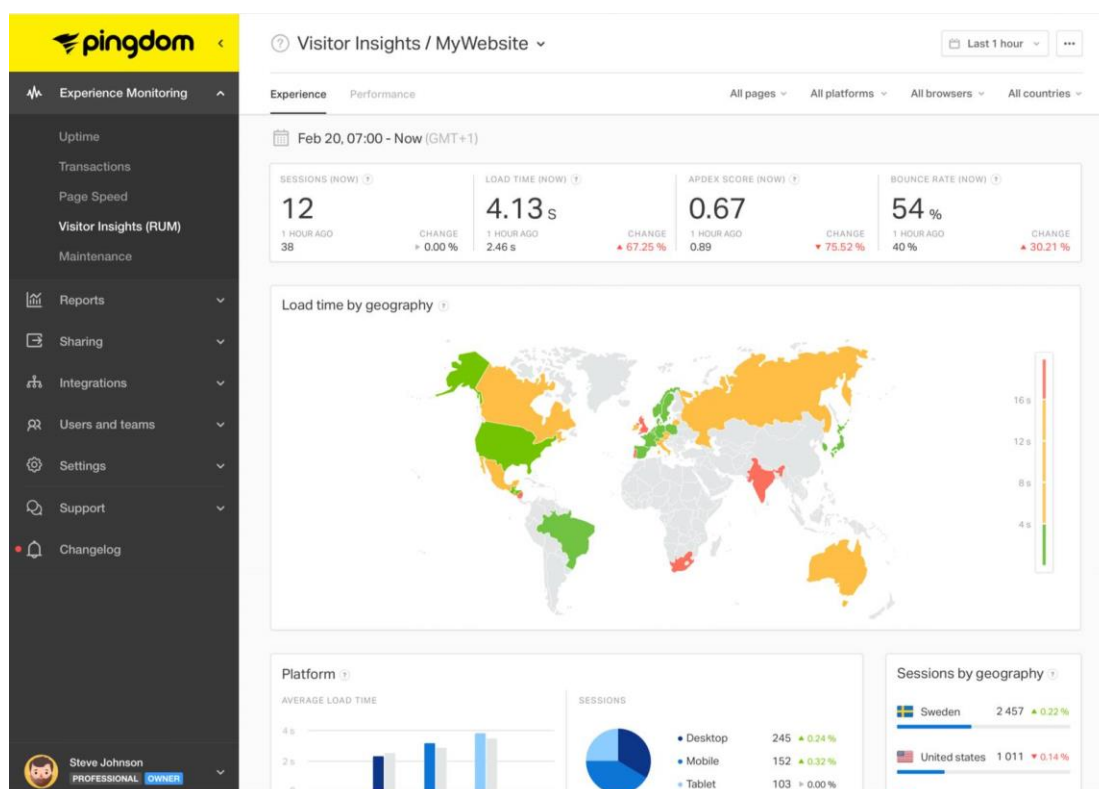 pingdom
Experience Monitoring
Uptime
Transactions
Page Speed
Visitor Insights (RUM)
Maintenance
Reports
Sharing
Integrations
Users and teams
Settings
Support
Changelog
Steve Johnson
PROFESSIONAL OWNER
? Visitor Insights / MyWebsite
Last 1 hour
Experience Performance
All pages All platforms All browsers All countries
Feb 20, 07:00 - Now (GMT+1)
SESSIONS (NOW) ?
12
1 HOUR AGO CHANGE
38 0.00 %
LOAD TIME (NOW) ?
4.13 s
1 HOUR AGO CHANGE
2.46 s 67.25 %
APDEX SCORE (NOW) ?
0.67
1 HOUR AGO CHANGE
0.89 75.52 %
BOUNCE RATE (NOW) ?
54 %
1 HOUR AGO CHANGE
40 % 30.21 %
Load time by geography ?
16 s
12 s
8 s
4 s
Platform ?
AVERAGE LOAD TIME
4 s
2 s
SESSIONS
Desktop 245 0.24 %
Mobile 152 0.32 %
Tablet 103 0.00 %
Sessions by geography ?
Sweden 2 457 0.22 %
United states 1 011 0.14 %